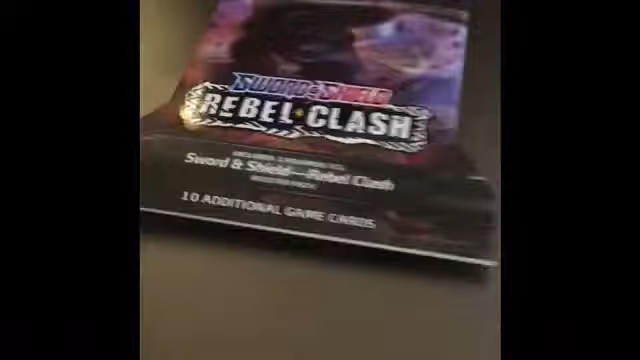 SWORD & SHIELD
REBEL CLASH
Sword & Shield—Rebel Clash
10 ADDITIONAL GAME CARDS